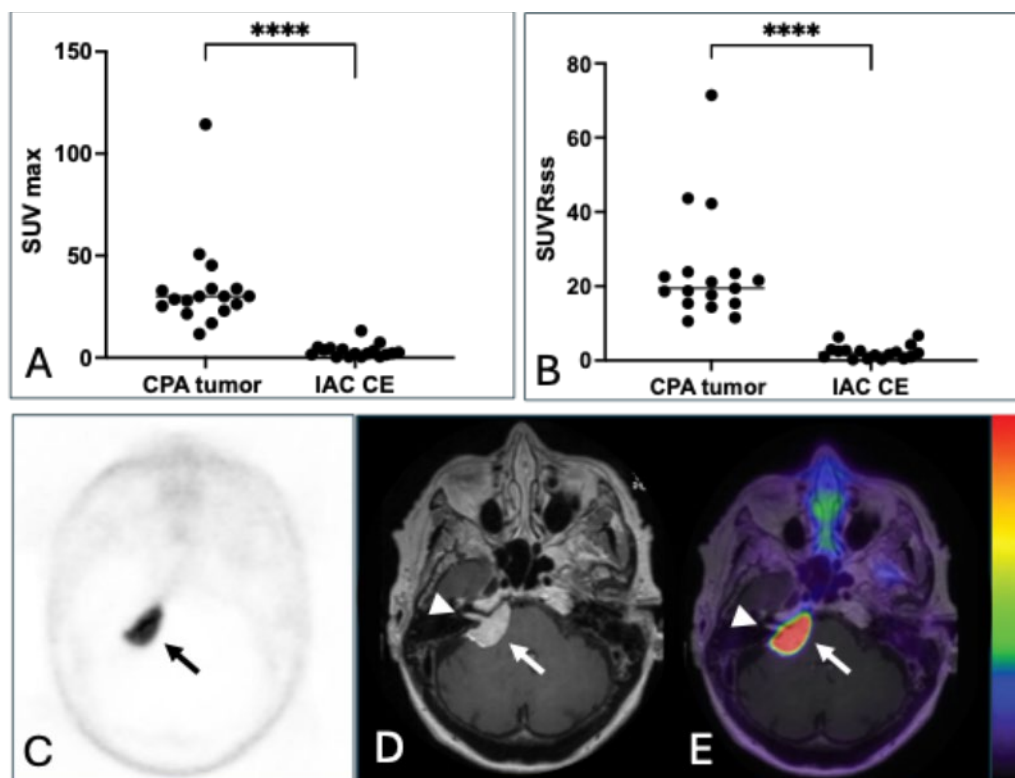 ****
150
100
50
0
SUV max
CPA tumor IAC CE
A
****
80
60
40
20
0
SUVRsss
CPA tumor IAC CE
B
C
D
E